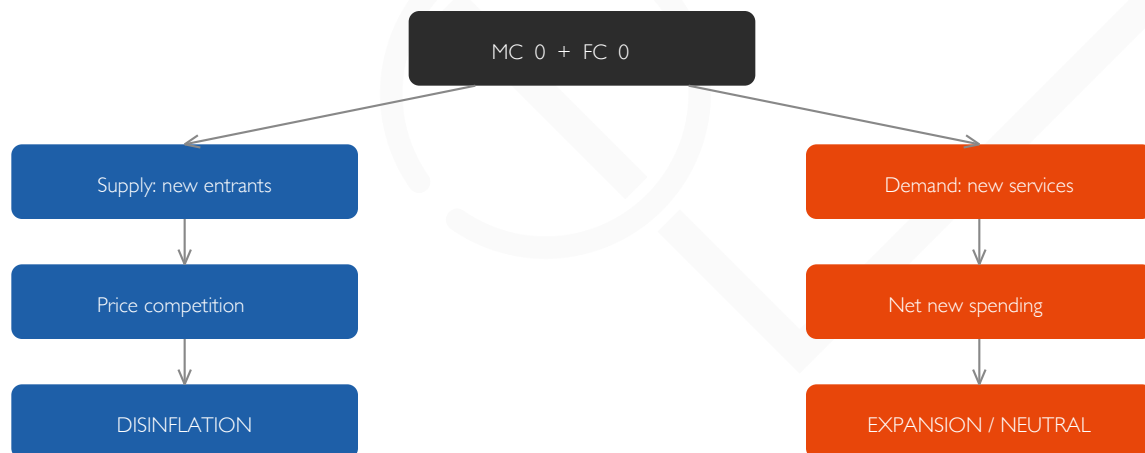 MC 0 + FC 0
Supply: new entrants
Demand: new services
Price competition
Net new spending
DISINFLATION
EXPANSION / NEUTRAL